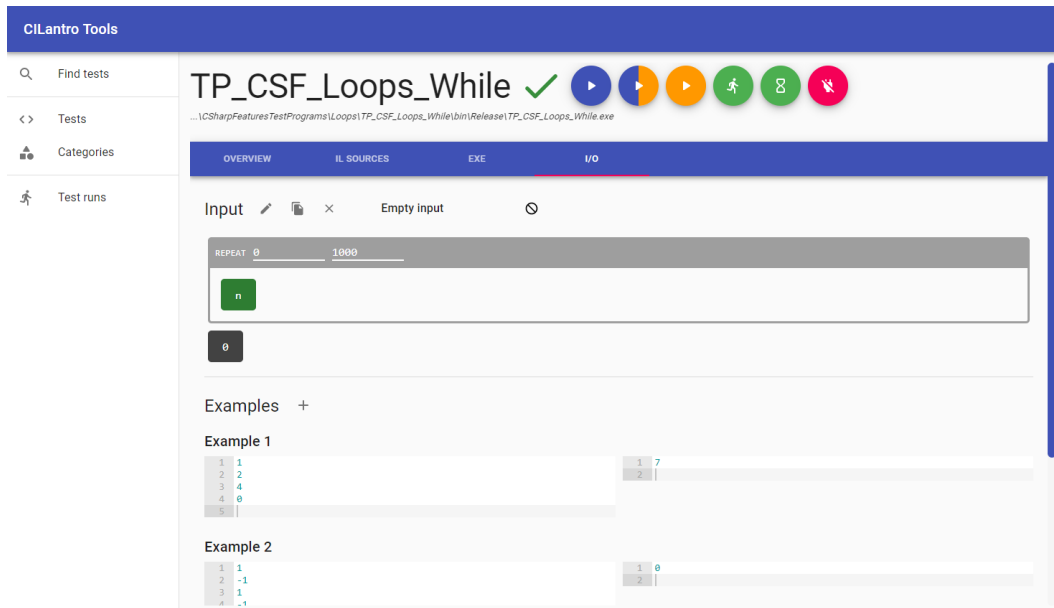 CILantro Tools
Find tests
Tests
Categories
Test runs
TP_CSF_Loops_While
...\CSharpFeaturesTestPrograms\Loops\TP_CSF_Loops_While\bin\Release\TP_CSF_Loops_While.exe
OVERVIEW IL SOURCES EXE I/O
Input Empty input
REPEAT 0 1000
n
0
Examples +
Example 1
1 1 1 7
2 2 2
3 4
4 0
5
Example 2
1 1 1 0
2 -1 2
3 1
4 -1